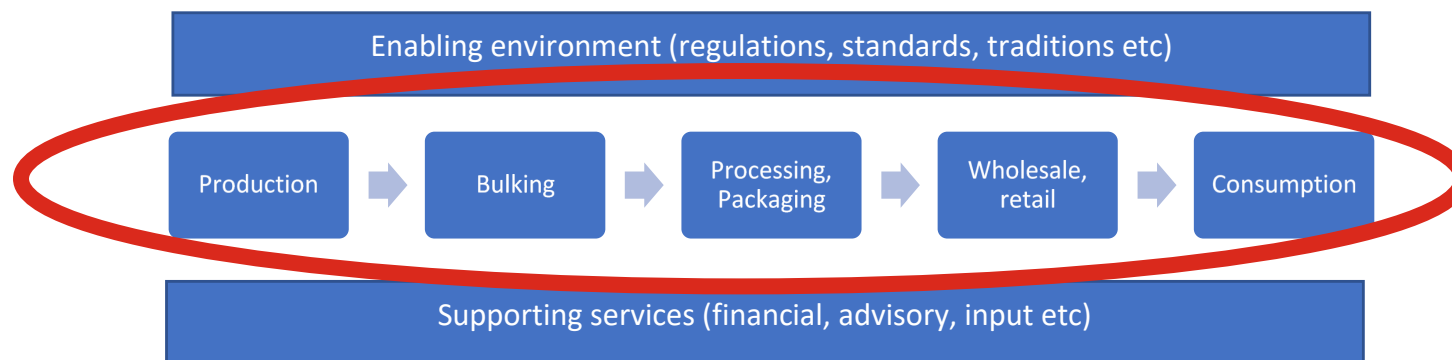 Enabling environment (regulations, standards, traditions etc)
Production
Bulking
Processing,
Packaging
Wholesale,
retail
Consumption
Supporting services (financial, advisory, input etc)